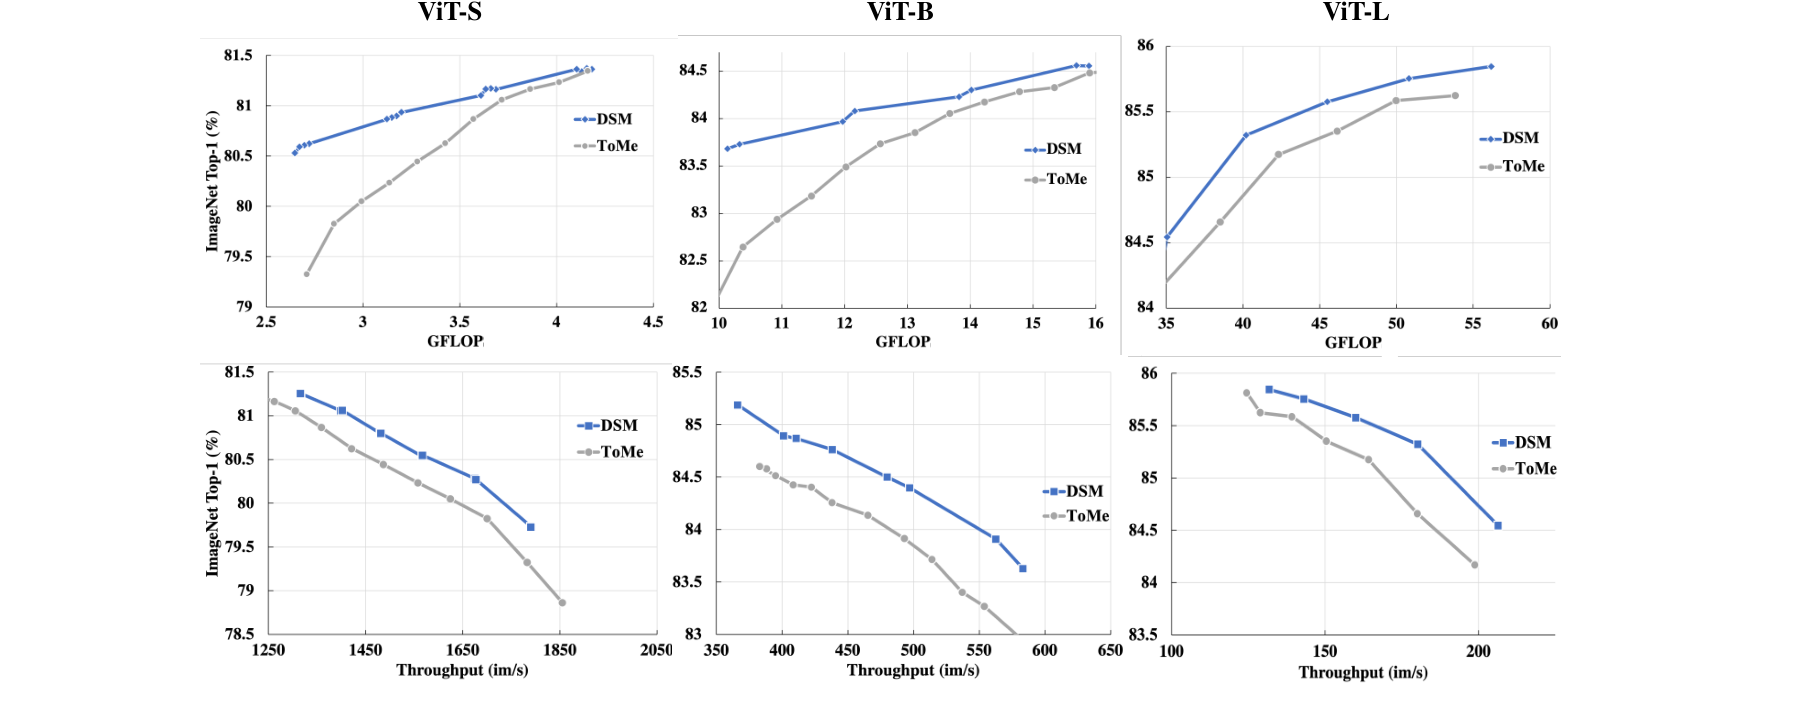 ViT-S
ViT-B
ViT-L
ImageNet Top-1 (%)
81.5
81
80.5
80
79.5
79
2.5 3 3.5 4 4.5
GFLOP
DSM
ToMe
84.5
84
83.5
83
82.5
82
10 11 12 13 14 15 16
GFLOP
DSM
ToMe
86
85.5
85
84.5
84
35 40 45 50 55 60
GFLOP
DSM
ToMe
ImageNet Top-1 (%)
81.5
81
80.5
80
79.5
79
78.5
1250 1450 1650 1850 2050
Throughput (im/s)
DSM
ToMe
85.5
85
84.5
84
83.5
83
350 400 450 500 550 600 650
Throughput (im/s)
DSM
ToMe
86
85.5
85
84.5
84
83.5
100 150 200
Throughput (im/s)
DSM
ToMe